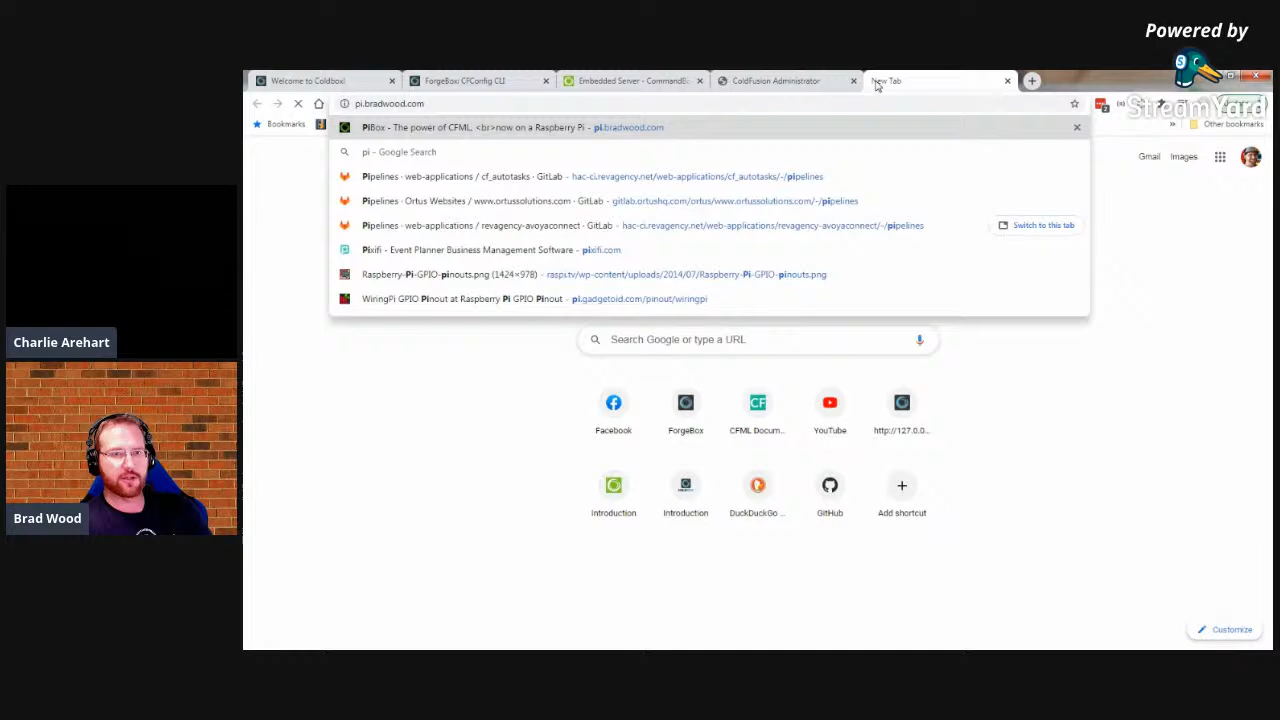 Powered by
StreamYard
Welcome to Coldbox!
ForgeBox: CFConfig CLI
Embedded Server - CommandBo
ColdFusion Administrator
New Tab
pi.bradwood.com
Bookmarks
Other bookmarks
PiBox - The power of CFML, <br>now on a Raspberry Pi - pi.bradwood.com
pi - Google Search
Gmail Images
Pipelines · web-applications / cf_autotasks · GitLab - hac-ci.revagency.net/web-applications/cf_autotasks/-/pipelines
Pipelines · Ortus Websites / www.ortussolutions.com · GitLab - gitlab.ortushq.com/ortus/www.ortussolutions.com/-/pipelines
Pipelines · web-applications / revagency-avoyaconnect · GitLab - hac-ci.revagency.net/web-applications/revagency-avoyaconnect/-/pipelines
Switch to this tab
Pixifi - Event Planner Business Management Software - pixifi.com
Raspberry-Pi-GPIO-pinouts.png (1424×978) - raspi.tv/wp-content/uploads/2014/07/Raspberry-Pi-GPIO-pinouts.png
WiringPi GPIO Pinout at Raspberry Pi GPIO Pinout - pi.gadgetoid.com/pinout/wiringpi
Search Google or type a URL
CF
Facebook
ForgeBox
CFML Docum...
YouTube
http://127.0.0...
Introduction
Introduction
DuckDuckGo ...
GitHub
Add shortcut
Customize
Charlie Arehart
Brad Wood